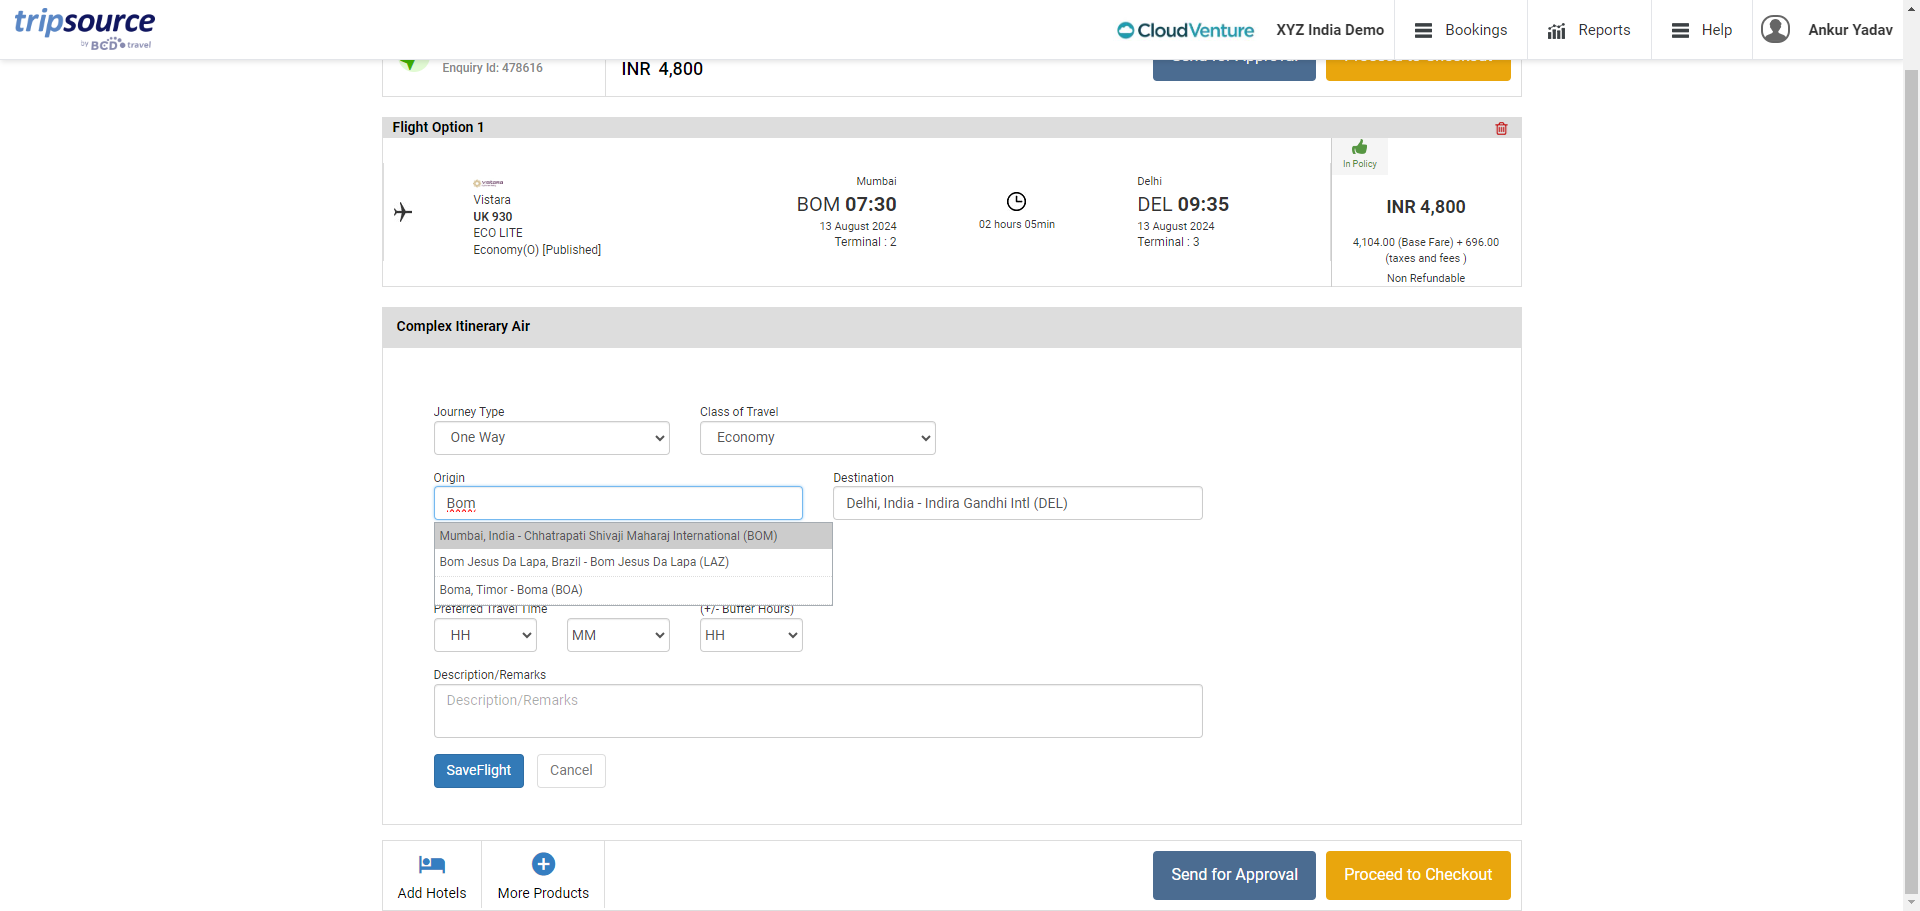 tripsource
by BCD travel
CloudVenture
XYZ India Demo
Bookings
Reports
Help
Ankur Yadav
Enquiry Id: 478616
INR 4,800
Send for Approval
Proceed to Checkout
Flight Option 1
In Policy
vistara
Vistara
UK 930
ECO LITE
Economy(O) [Published]
Mumbai
BOM 07:30
13 August 2024
Terminal : 2
02 hours 05min
Delhi
DEL 09:35
13 August 2024
Terminal : 3
INR 4,800
4,104.00 (Base Fare) + 696.00
(taxes and fees )
Non Refundable
Complex Itinerary Air
Journey Type
Class of Travel
One Way
Economy
Origin
Destination
Bom
Delhi, India - Indira Gandhi Intl (DEL)
Mumbai, India - Chhatrapati Shivaji Maharaj International (BOM)
Bom Jesus Da Lapa, Brazil - Bom Jesus Da Lapa (LAZ)
Boma, Timor - Boma (BOA)
Preferred Travel Time
(+/- Buffer Hours)
HH
MM
HH
Description/Remarks
Description/Remarks
SaveFlight
Cancel
Add Hotels
More Products
Send for Approval
Proceed to Checkout